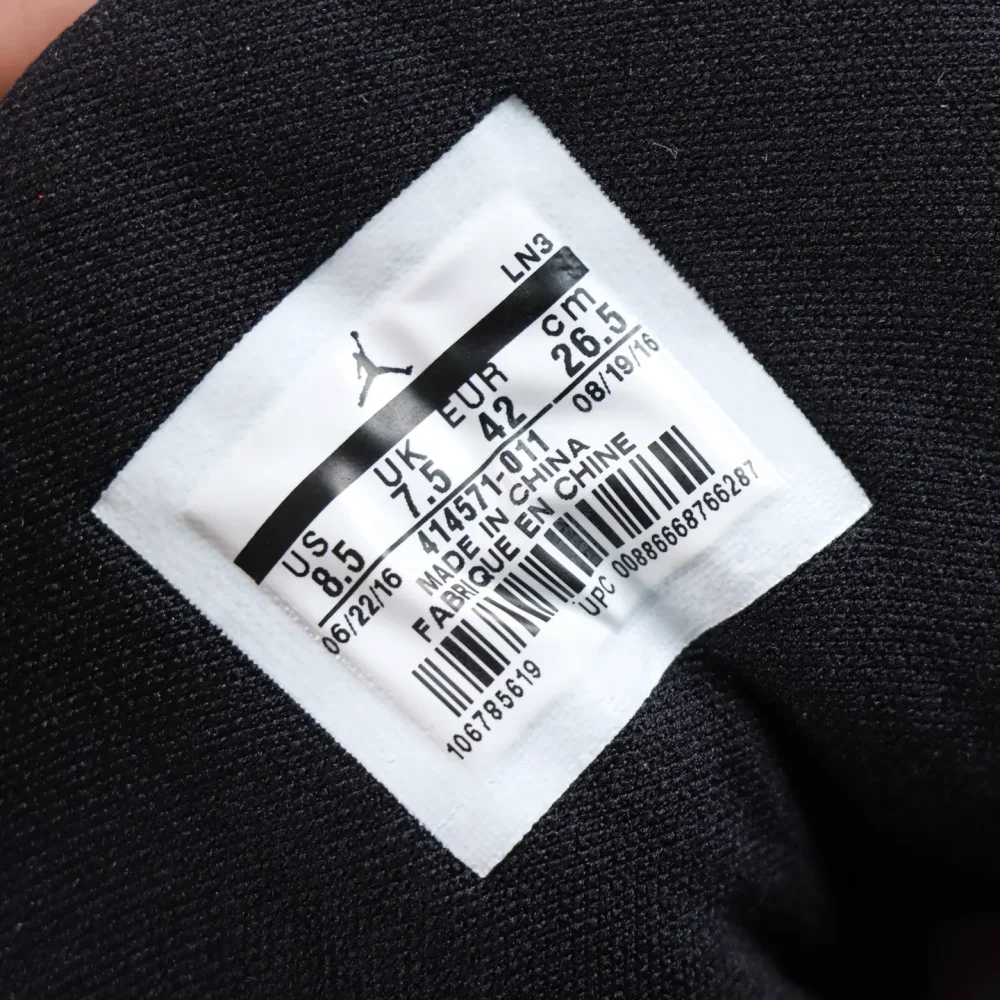 LN3
US UK EUR cm
8.5 7.5 42 26.5
06/22/16 414571-011 08/19/16
MADE IN CHINA
FABRIQUE EN CHINE
106785619 UPC 00886668766287